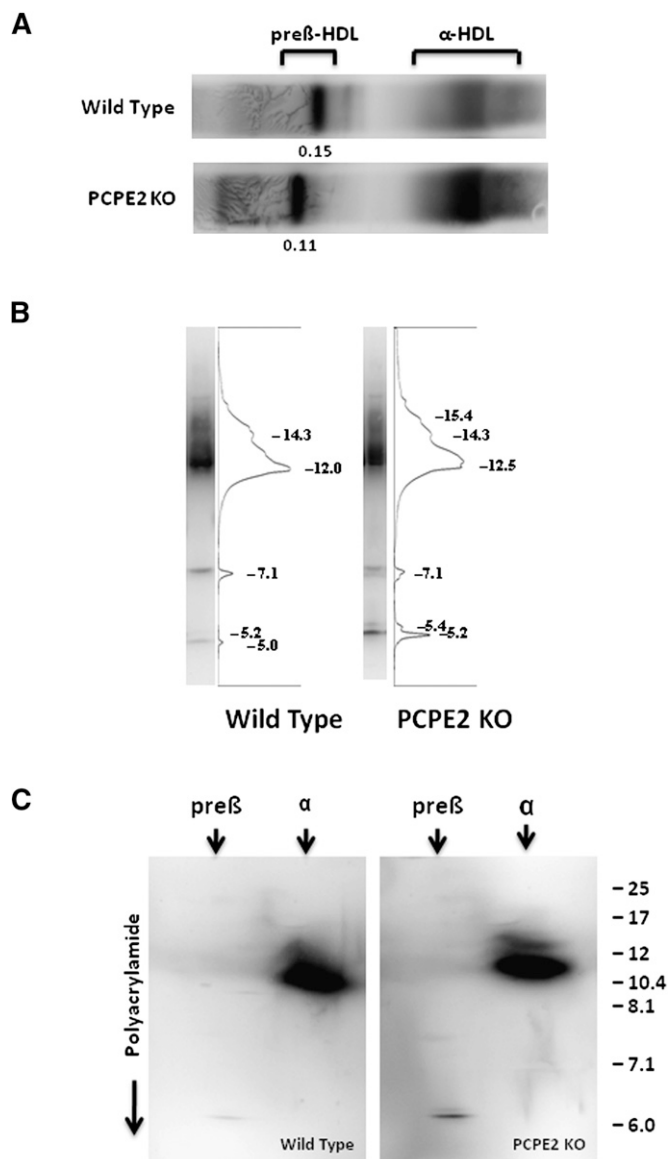 A
preß-HDL α-HDL
Wild Type
0.15
PCPE2 KO
0.11
B
–14.3
–12.0
–7.1
–5.2
–5.0
Wild Type
–15.4
–14.3
–12.5
–7.1
–5.4
–5.2
PCPE2 KO
C
preß α preß α
Polyacrylamide
Wild Type
PCPE2 KO
– 25
– 17
– 12
– 10.4
– 8.1
– 7.1
– 6.0